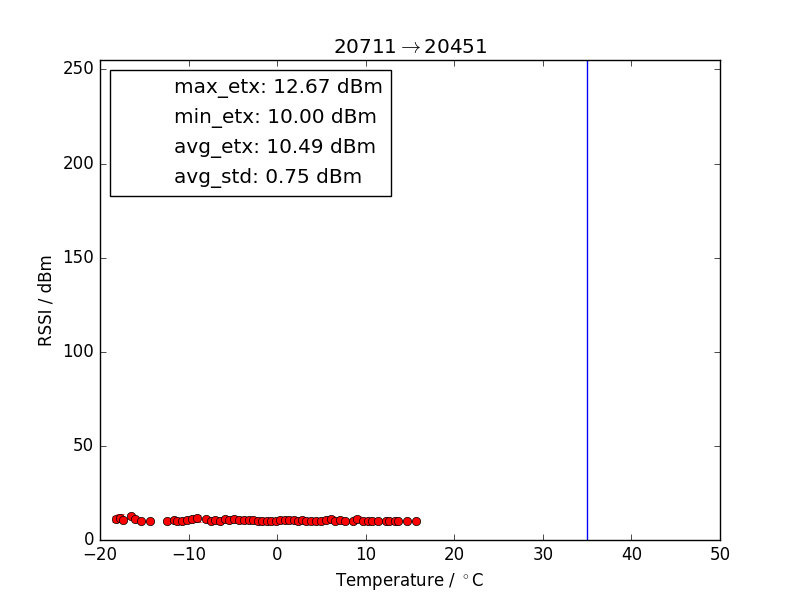 20711→20451
max_etx: 12.67 dBm
min_etx: 10.00 dBm
avg_etx: 10.49 dBm
avg_std: 0.75 dBm
250
200
150
100
50
0
RSSI / dBm
−20 −10 0 10 20 30 40 50
Temperature / °C